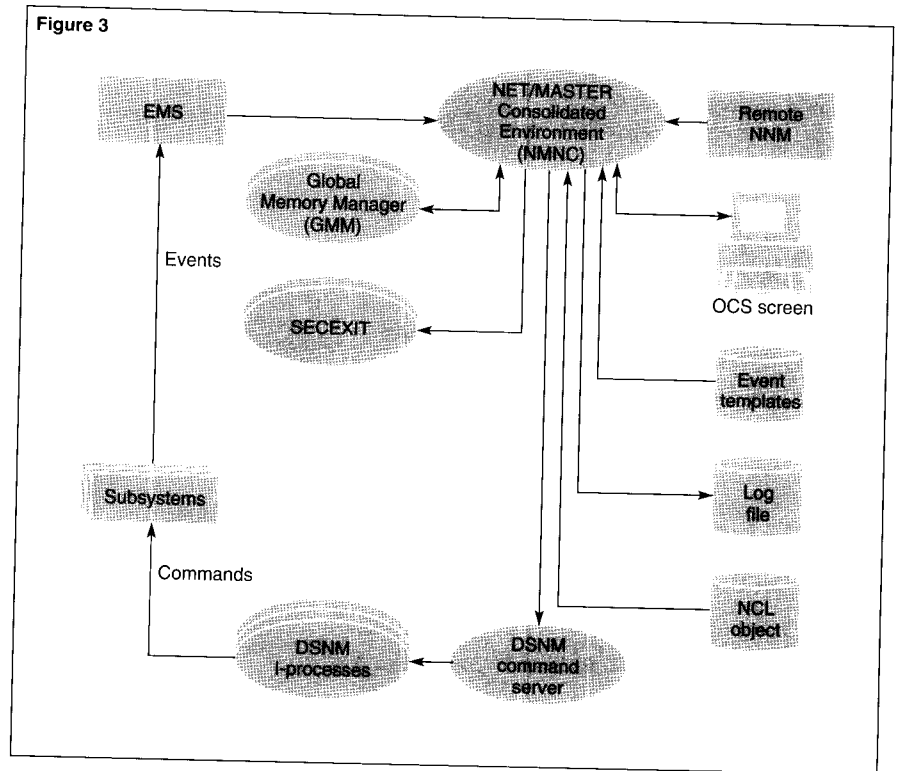 Figure 3
EMS
NET/MASTER
Consolidated
Environment
(NMNC)
Remote
NNM
Global
Memory Manager
(GMM)
Events
OCS screen
SECEXIT
Event
templates
Subsystems
Log
file
Commands
NCL
object
DSNM
I-processes
DSNM
command
server